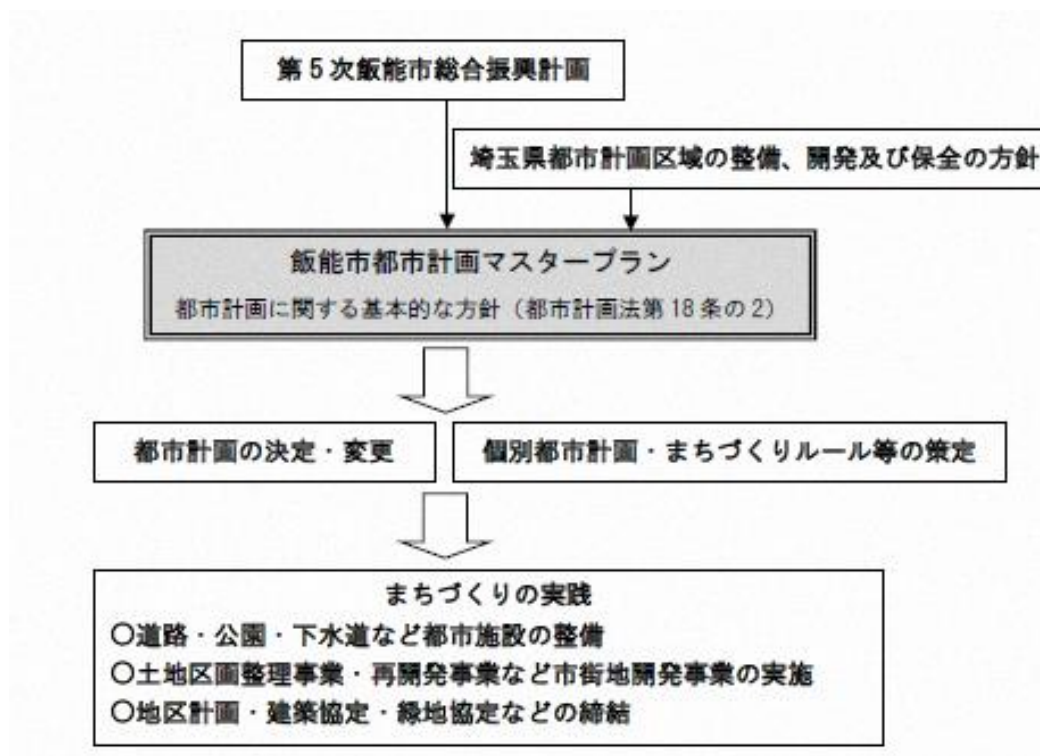 第5次飯能市総合振興計画
埼玉県都市計画区域の整備、開発及び保全の方針
飯能市都市計画マスタープラン
都市計画に関する基本的な方針（都市計画法第18条の2）
都市計画の決定・変更
個別都市計画・まちづくりルール等の策定
まちづくりの実践
○道路・公園・下水道など都市施設の整備
○土地区画整理事業・再開発事業など市街地開発事業の実施
○地区計画・建築協定・緑地協定などの締結